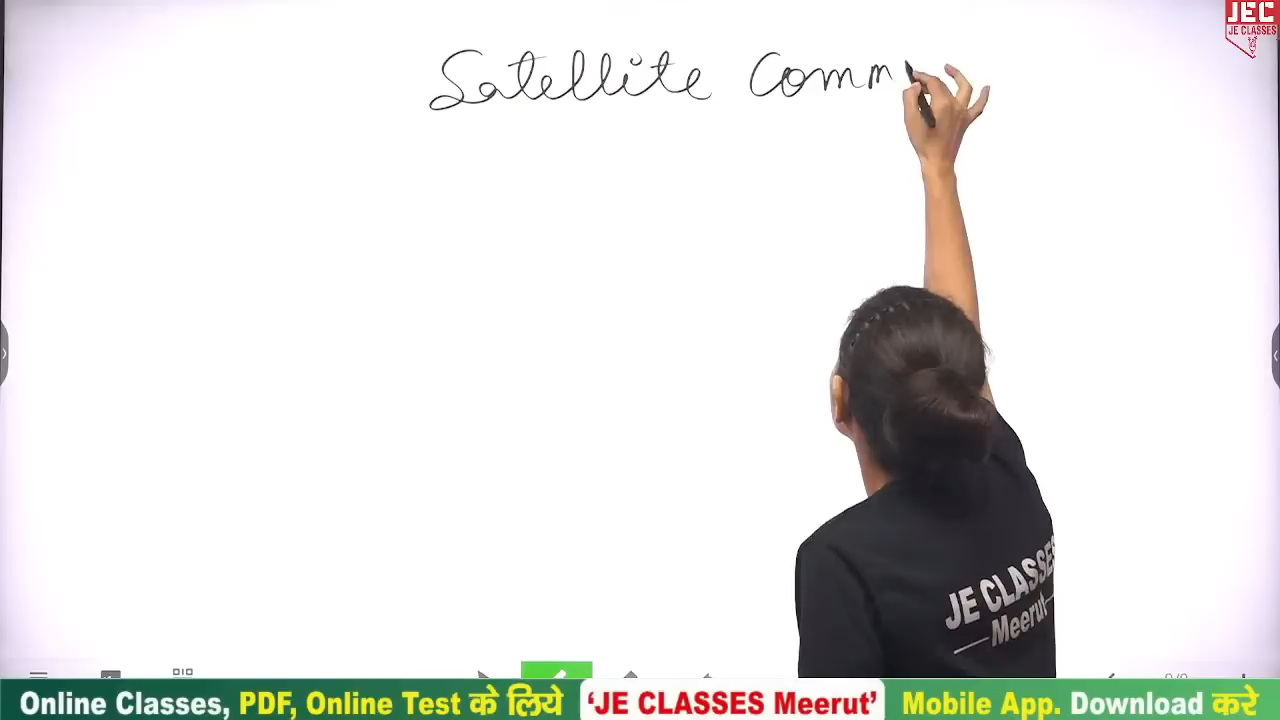 JEC
JE CLASSES
Satellite Comm
JE CLASSES
Meerut
Online Classes, PDF, Online Test के लिये 'JE CLASSES Meerut' Mobile App. Download करे